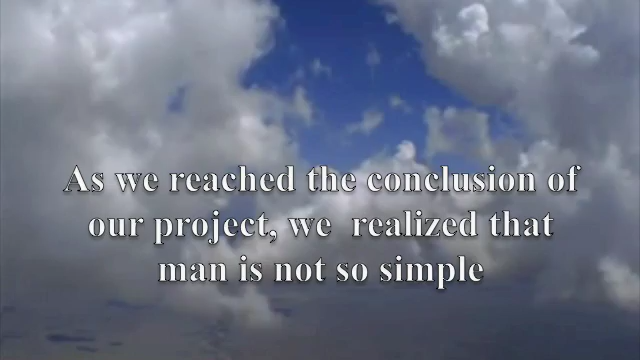 As we reached the conclusion of
our project, we  realized that
man is not so simple